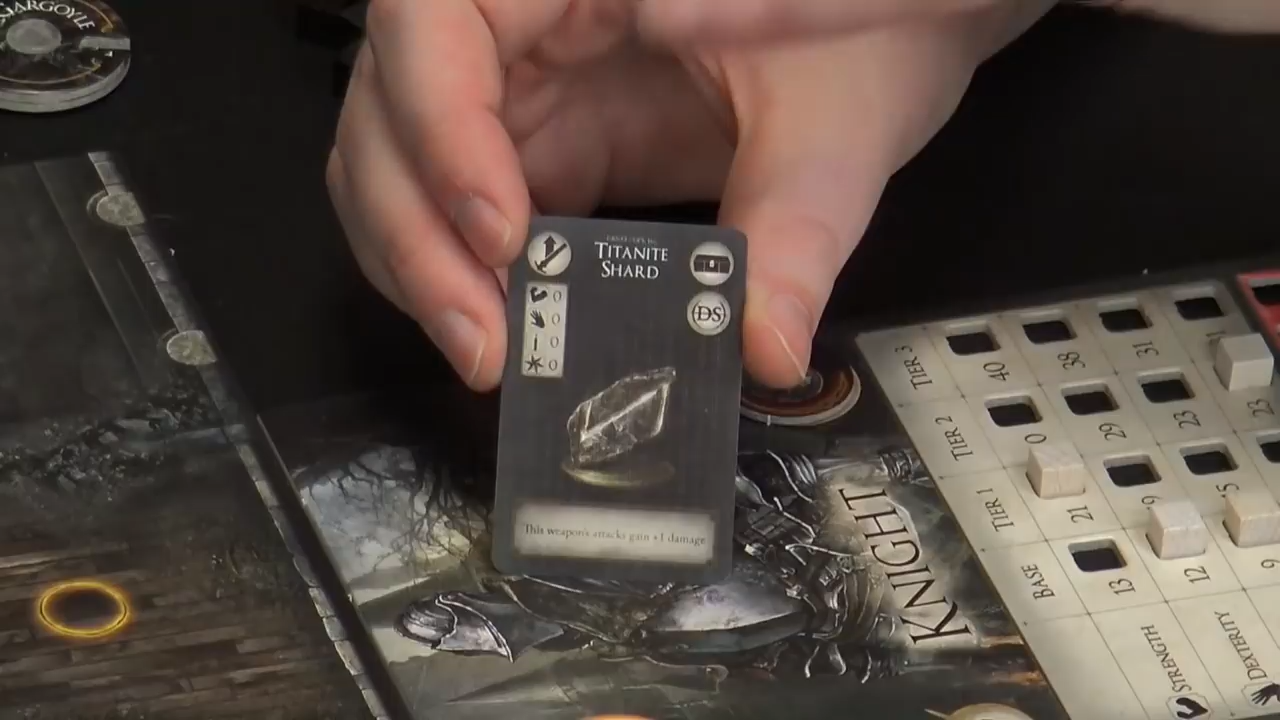 GARGOYLE
TITANITE
SHARD
DS
0
0
0
0
This weapon's attacks gain +1 damage
KNIGHT
TIER 3
40
38
31
23
TIER 2
29
23
TIER 1
21
BASE
13
12
9
STRENGTH
DEXTERITY